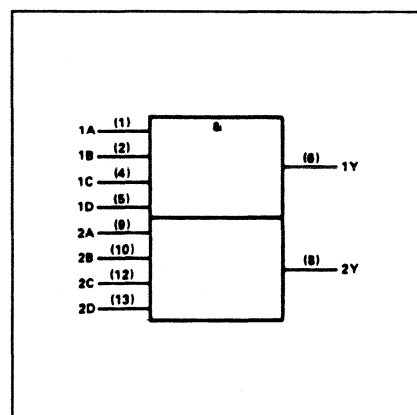 &
1A (1)
1B (2)
1C (4)
1D (5)
(6) 1Y
2A (9)
2B (10)
2C (12)
2D (13)
(8) 2Y